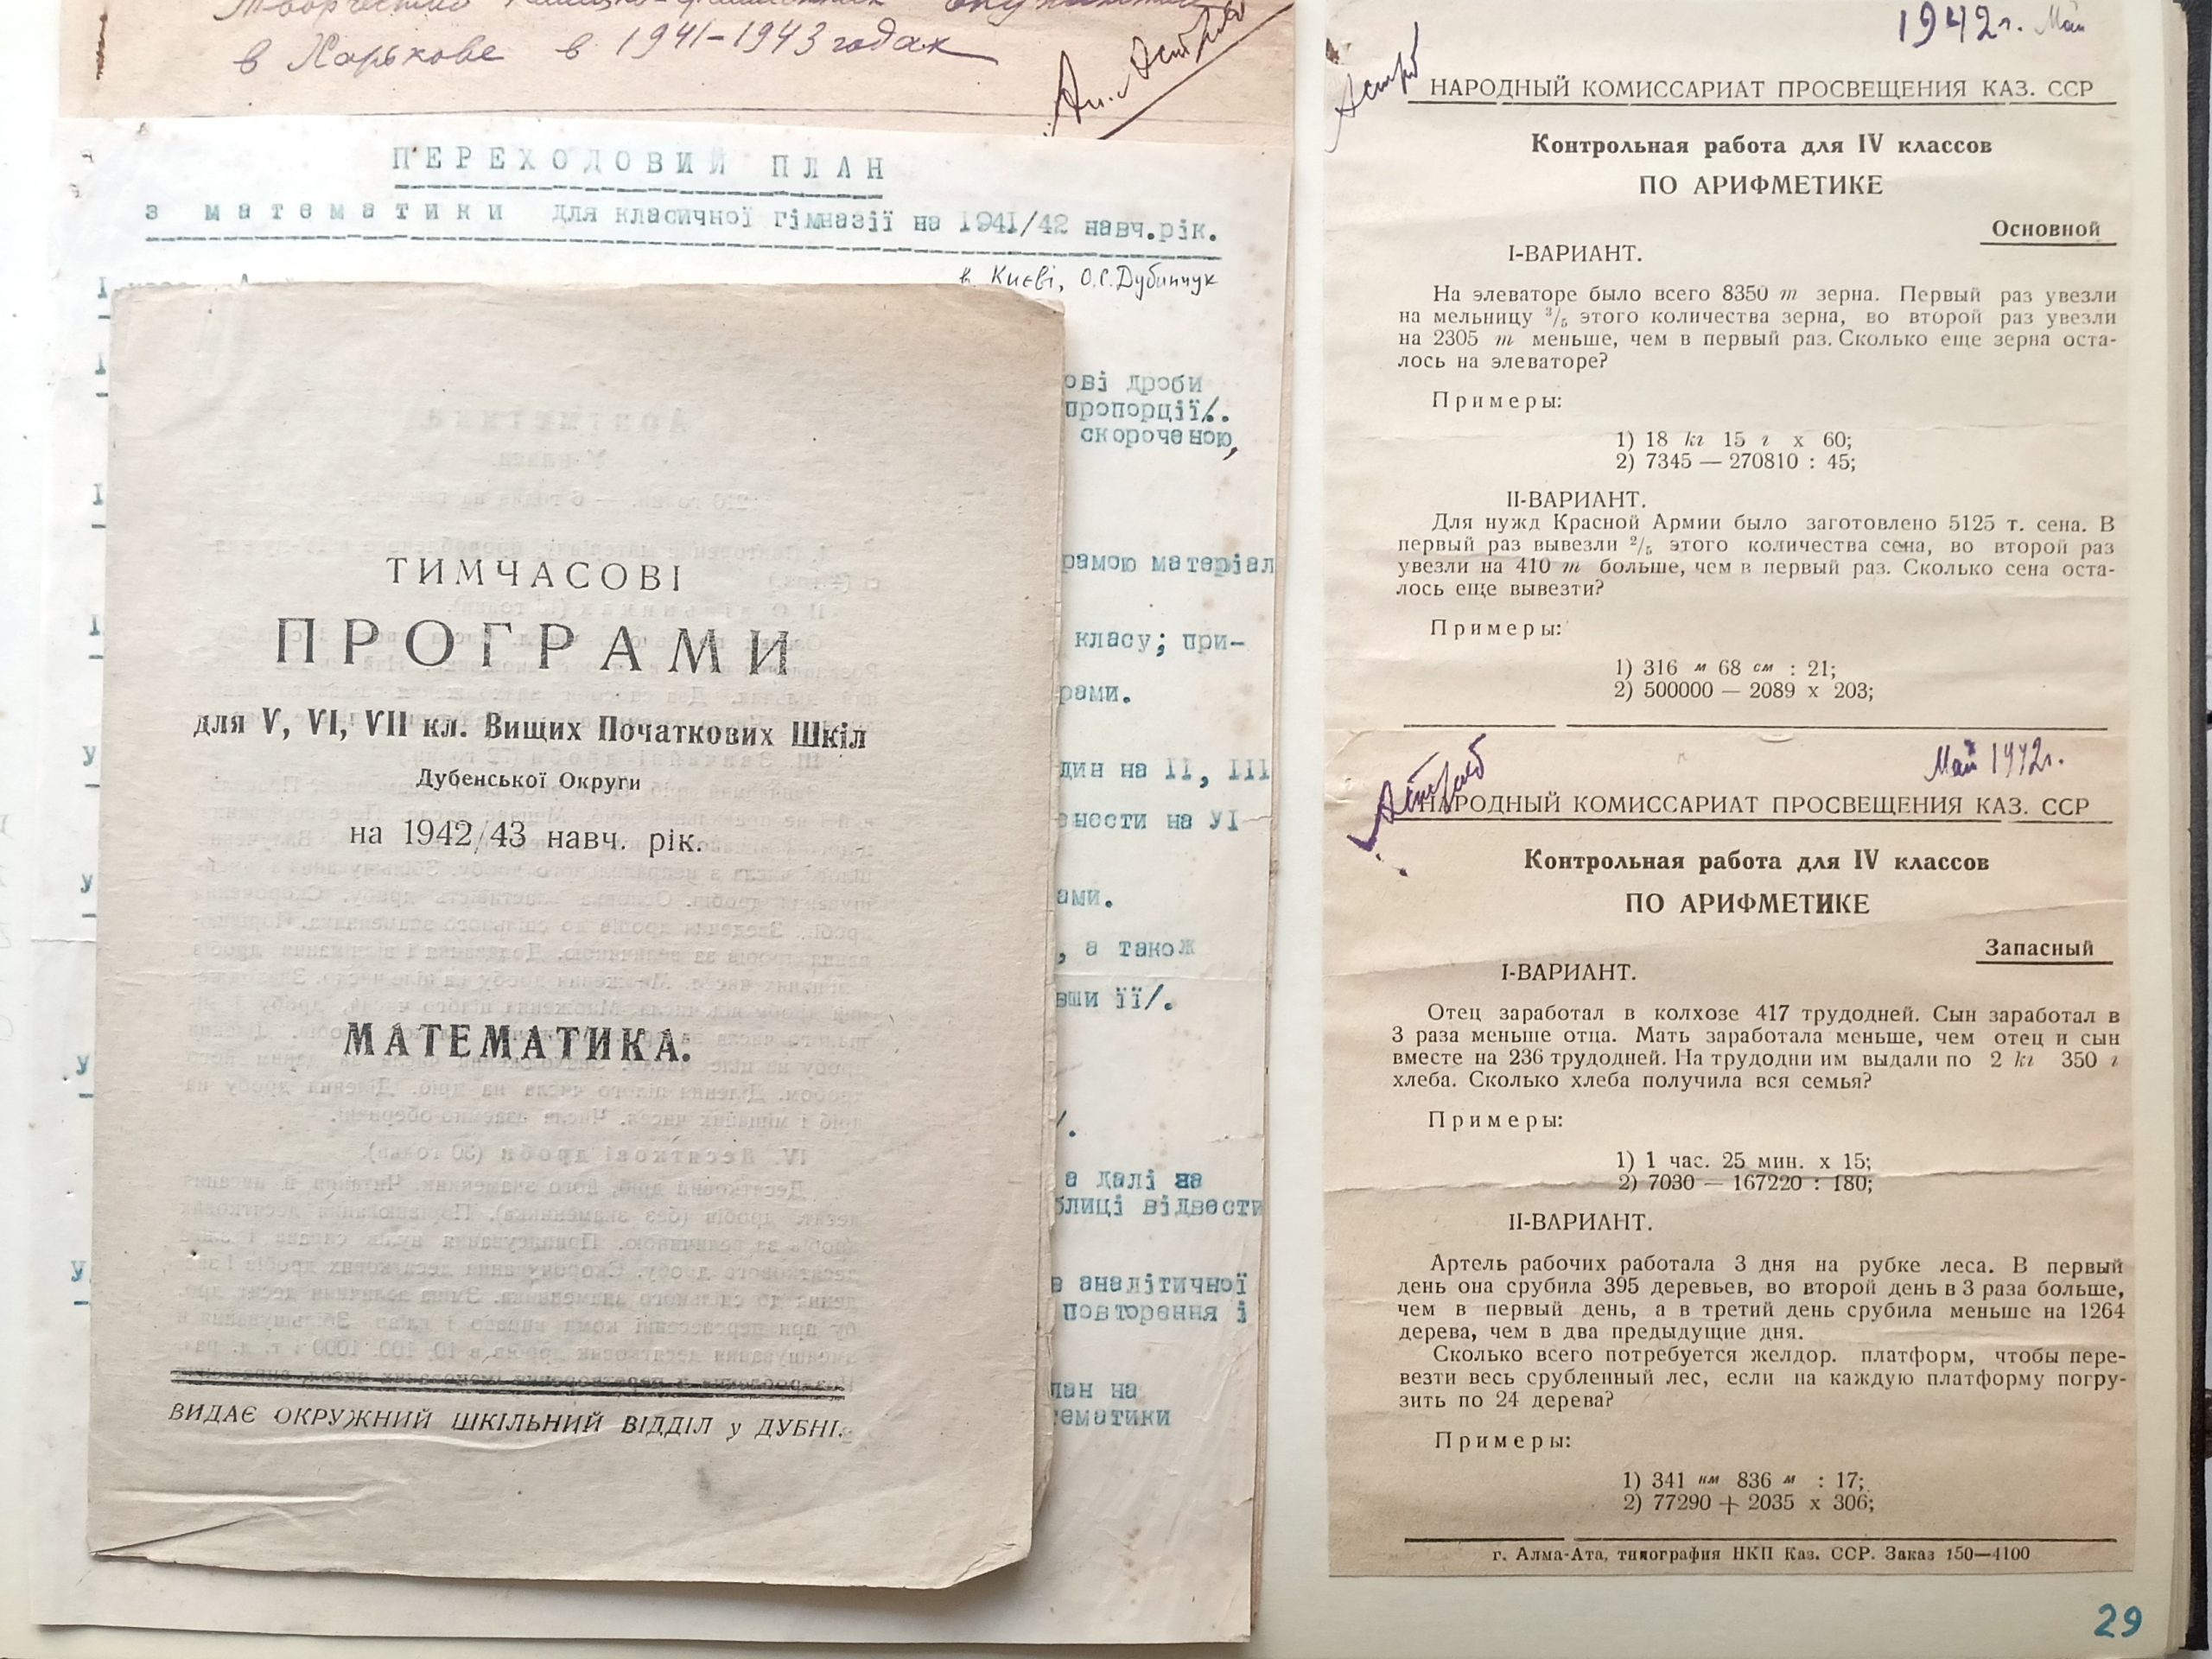 в Харькове в 1941-1943 годах
ПЕРЕХОДОВИЙ ПЛАН
з математики для класичної гімназії на 1941/42 навч.рік.
в Києві, О.С.Дубинчук
ові дроби
пропорції/.
скороченою,
рамою матеріал
класу; при-
рами.
дин на II, III
ности на УІ
ами.
, а також
вши її/.
/.
а далі на
блиці відвести
в аналітичної
повторення і
лан на
тематики
ТИМЧАСОВІ
ПРОГРАМИ
для V, VI, VII кл. Вищих Початкових Шкіл
Дубенської Округи
на 1942/43 навч. рік.
МАТЕМАТИКА.
ВИДАЄ ОКРУЖНИЙ ШКІЛЬНИЙ ВІДДІЛ у ДУБНІ.
1942г. Май
НАРОДНЫЙ КОМИССАРИАТ ПРОСВЕЩЕНИЯ КАЗ. ССР
Контрольная работа для IV классов
ПО АРИФМЕТИКЕ
Основной
I-ВАРИАНТ.
На элеваторе было всего 8350 т зерна. Первый раз увезли
на мельницу 3/5 этого количества зерна, во второй раз увезли
на 2305 т меньше, чем в первый раз. Сколько еще зерна оста-
лось на элеваторе?
Примеры:
1) 18 кг 15 г х 60;
2) 7345 — 270810 : 45;
II-ВАРИАНТ.
Для нужд Красной Армии было заготовлено 5125 т. сена. В
первый раз вывезли 2/5 этого количества сена, во второй раз
увезли на 410 т больше, чем в первый раз. Сколько сена оста-
лось еще вывезти?
Примеры:
1) 316 м 68 см : 21;
2) 500000 — 2089 х 203;
Май 1942г.
НАРОДНЫЙ КОМИССАРИАТ ПРОСВЕЩЕНИЯ КАЗ. ССР
Контрольная работа для IV классов
ПО АРИФМЕТИКЕ
Запасный
I-ВАРИАНТ.
Отец заработал в колхозе 417 трудодней. Сын заработал в
3 раза меньше отца. Мать заработала меньше, чем отец и сын
вместе на 236 трудодней. На трудодни им выдали по 2 кг 350 г
хлеба. Сколько хлеба получила вся семья?
Примеры:
1) 1 час. 25 мин. х 15;
2) 7030 — 167220 : 180;
II-ВАРИАНТ.
Артель рабочих работала 3 дня на рубке леса. В первый
день она срубила 395 деревьев, во второй день в 3 раза больше,
чем в первый день, а в третий день срубила меньше на 1264
дерева, чем в два предыдущие дня.
Сколько всего потребуется желдор. платформ, чтобы пере-
везти весь срубленный лес, если на каждую платформу погру-
зить по 24 дерева?
Примеры:
1) 341 км 836 м : 17;
2) 77290 + 2035 х 306;
г. Алма-Ата, типография НКП Каз. ССР. Заказ 150—4100
29